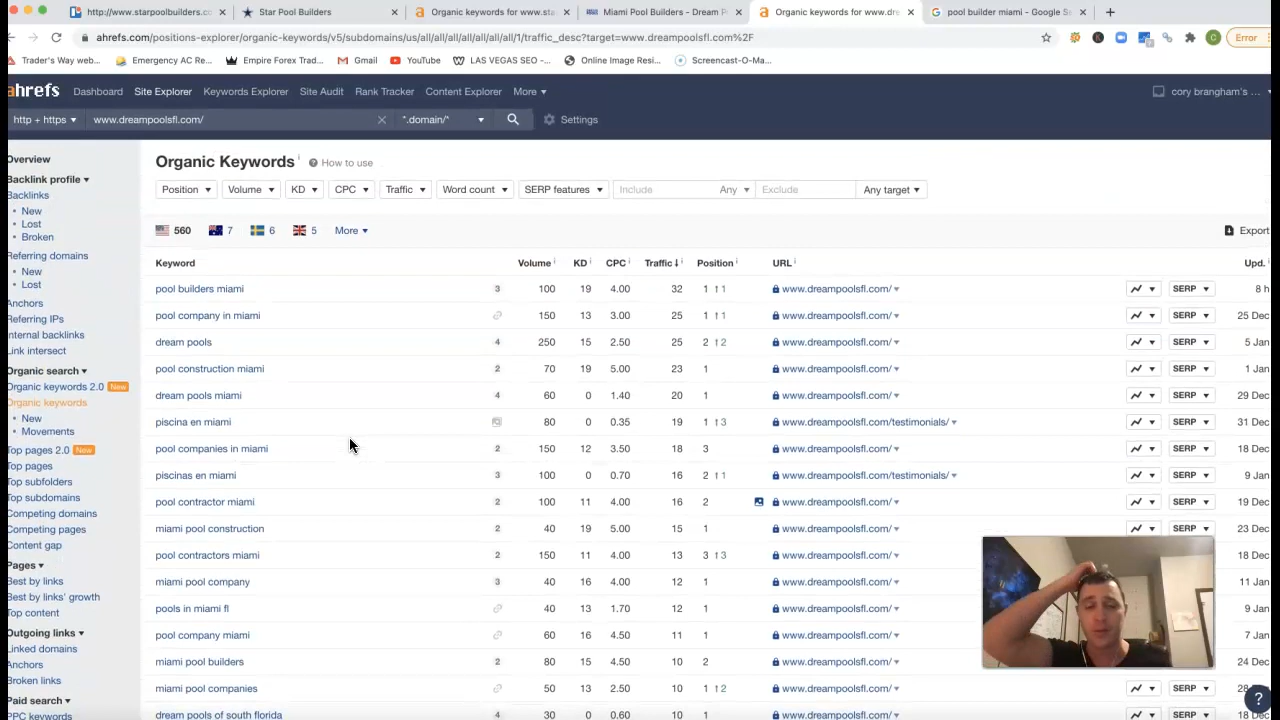 http://www.starpoolbuilders.co
Star Pool Builders
Organic keywords for www.sta
Miami Pool Builders - Dream P
Organic keywords for www.dre
pool builder miami - Google Se
ahrefs.com/positions-explorer/organic-keywords/v5/subdomains/us/all/all/all/all/all/all/all/1/traffic_desc?target=www.dreampoolsfl.com%2F
Error
Trader's Way web...
Emergency AC Re...
Empire Forex Trad...
Gmail
YouTube
LAS VEGAS SEO -...
Online Image Resi...
Screencast-O-Ma...
ahrefs Dashboard Site Explorer Keywords Explorer Site Audit Rank Tracker Content Explorer More
cory brangham's ...
http + https www.dreampoolsfl.com/ *.domain/* Settings
Overview
Backlink profile
Backlinks
• New
• Lost
• Broken
Referring domains
• New
• Lost
Anchors
Referring IPs
Internal backlinks
Link intersect
Organic search
Organic keywords 2.0 New
Organic keywords
• New
• Movements
Top pages 2.0 New
Top pages
Top subfolders
Top subdomains
Competing domains
Competing pages
Content gap
Pages
Best by links
Best by links' growth
Top content
Outgoing links
Linked domains
Anchors
Broken links
Paid search
PPC keywords
Organic Keywords i ? How to use
Position Volume KD CPC Traffic Word count SERP features Include Any Exclude Any target
560 7 6 5 More
Export
Keyword Volume KD CPC Traffic Position URL Upd.
pool builders miami 3 100 19 4.00 32 1 ↑1 www.dreampoolsfl.com/ SERP 8 h
pool company in miami 150 13 3.00 25 1 ↑1 www.dreampoolsfl.com/ SERP 25 Dec
dream pools 4 250 15 2.50 25 2 ↑2 www.dreampoolsfl.com/ SERP 5 Jan
pool construction miami 2 70 19 5.00 23 1 www.dreampoolsfl.com/ SERP 1 Jan
dream pools miami 4 60 0 1.40 20 1 www.dreampoolsfl.com/ SERP 29 Dec
piscina en miami 80 0 0.35 19 1 ↑3 www.dreampoolsfl.com/testimonials/ SERP 31 Dec
pool companies in miami 2 150 12 3.50 18 3 www.dreampoolsfl.com/ SERP 18 Dec
piscinas en miami 3 100 0 0.70 16 2 ↑1 www.dreampoolsfl.com/testimonials/ SERP 9 Jan
pool contractor miami 2 100 11 4.00 16 2 www.dreampoolsfl.com/ SERP 19 Dec
miami pool construction 2 40 19 5.00 15 1 www.dreampoolsfl.com/ SERP 23 Dec
pool contractors miami 2 150 11 4.00 13 3 ↑3 www.dreampoolsfl.com/ SERP 18 Dec
miami pool company 3 40 16 4.00 12 1 www.dreampoolsfl.com/ SERP 11 Jan
pools in miami fl 40 13 1.70 12 1 www.dreampoolsfl.com/ SERP 9 Jan
pool company miami 60 16 4.50 11 1 www.dreampoolsfl.com/ SERP 7 Jan
miami pool builders 2 80 15 4.50 10 2 www.dreampoolsfl.com/ SERP 24 Dec
miami pool companies 50 13 2.50 10 1 ↑2 www.dreampoolsfl.com/ SERP 28
dream pools of south florida 4 30 0 0.60 10 1 www.dreampoolsfl.com/ SERP 18 Dec